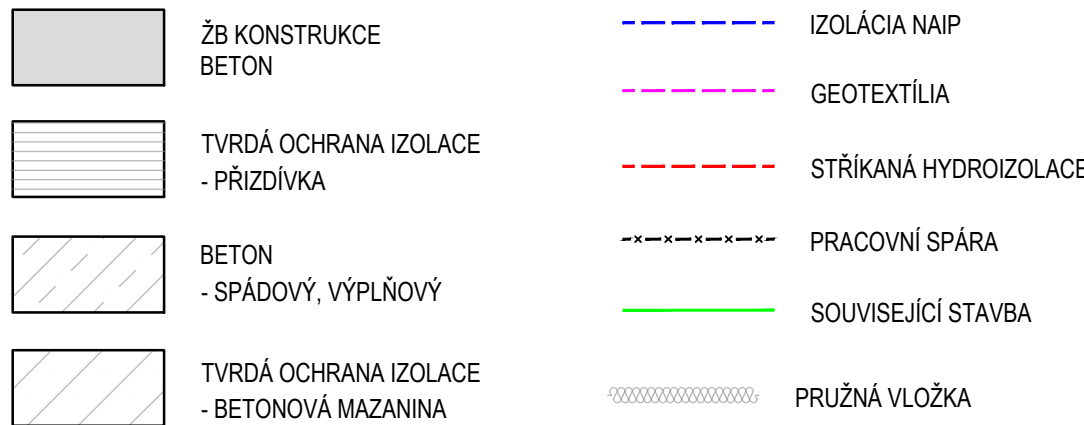 ŽB KONSTRUKCE
BETON
TVRDÁ OCHRANA IZOLACE
- PŘIZDÍVKA
BETON
- SPÁDOVÝ, VÝPLŇOVÝ
TVRDÁ OCHRANA IZOLACE
- BETONOVÁ MAZANINA
IZOLÁCIA NAIP
GEOTEXTÍLIA
STŘÍKANÁ HYDROIZOLACE
PRACOVNÍ SPÁRA
SOUVISEJÍCÍ STAVBA
PRUŽNÁ VLOŽKA